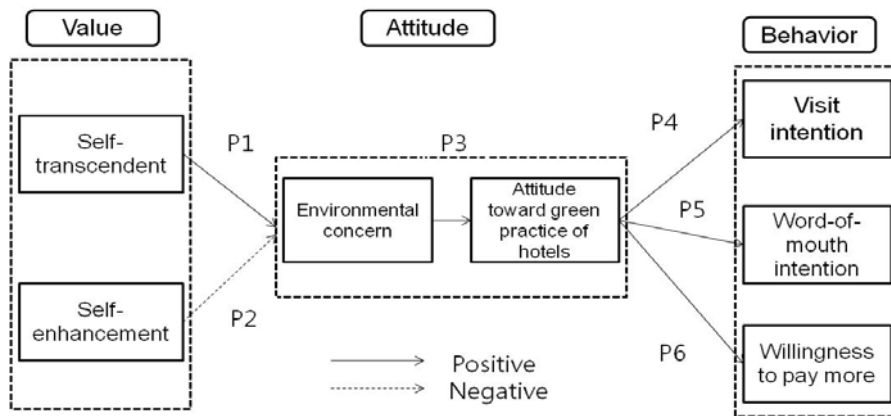 Value
Attitude
Behavior
Self-
transcendent
P1
P3
P4
Visit
intention
Environmental
concern
Attitude
toward green
practice of
hotels
P5
Word-of-
mouth
intention
Self-
enhancement
P2
P6
Willingness
to pay more
Positive
Negative